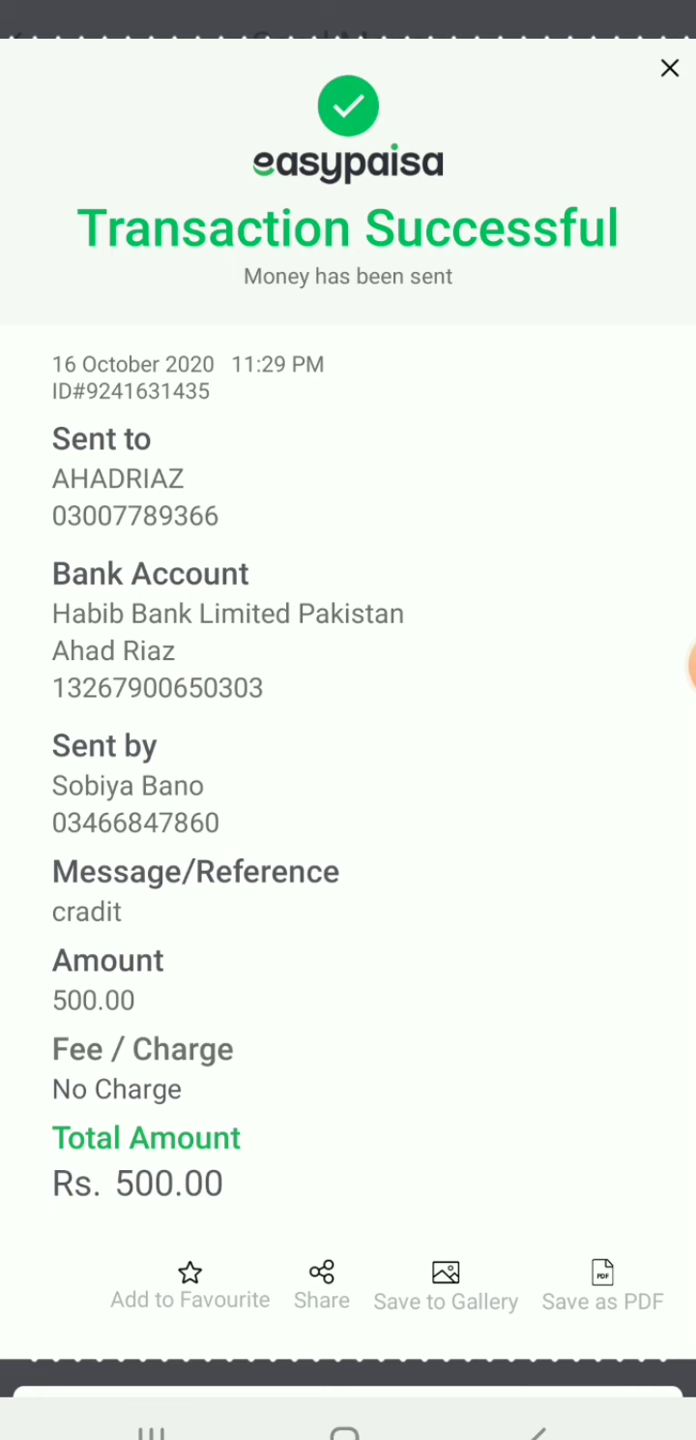 easypaisa
Transaction Successful
Money has been sent
16 October 2020 11:29 PM
ID#9241631435
Sent to
AHADRIAZ
03007789366
Bank Account
Habib Bank Limited Pakistan
Ahad Riaz
13267900650303
Sent by
Sobiya Bano
03466847860
Message/Reference
cradit
Amount
500.00
Fee / Charge
No Charge
Total Amount
Rs. 500.00
Add to Favourite Share Save to Gallery PDF Save as PDF